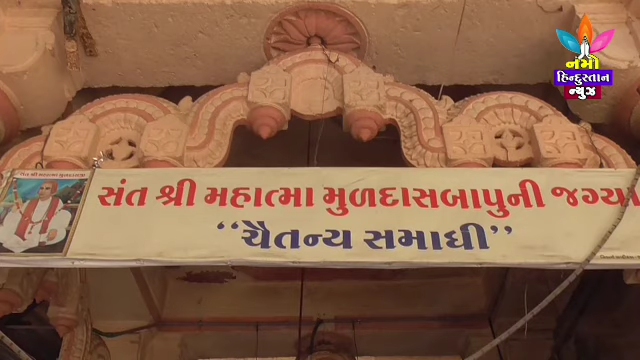 નમો
હિન્દુસ્તાન
ન્યુઝ
સંત શ્રી મહાત્મા મુળદાસબાપુની જગ્યા
“ચૈતન્ય સમાધી”